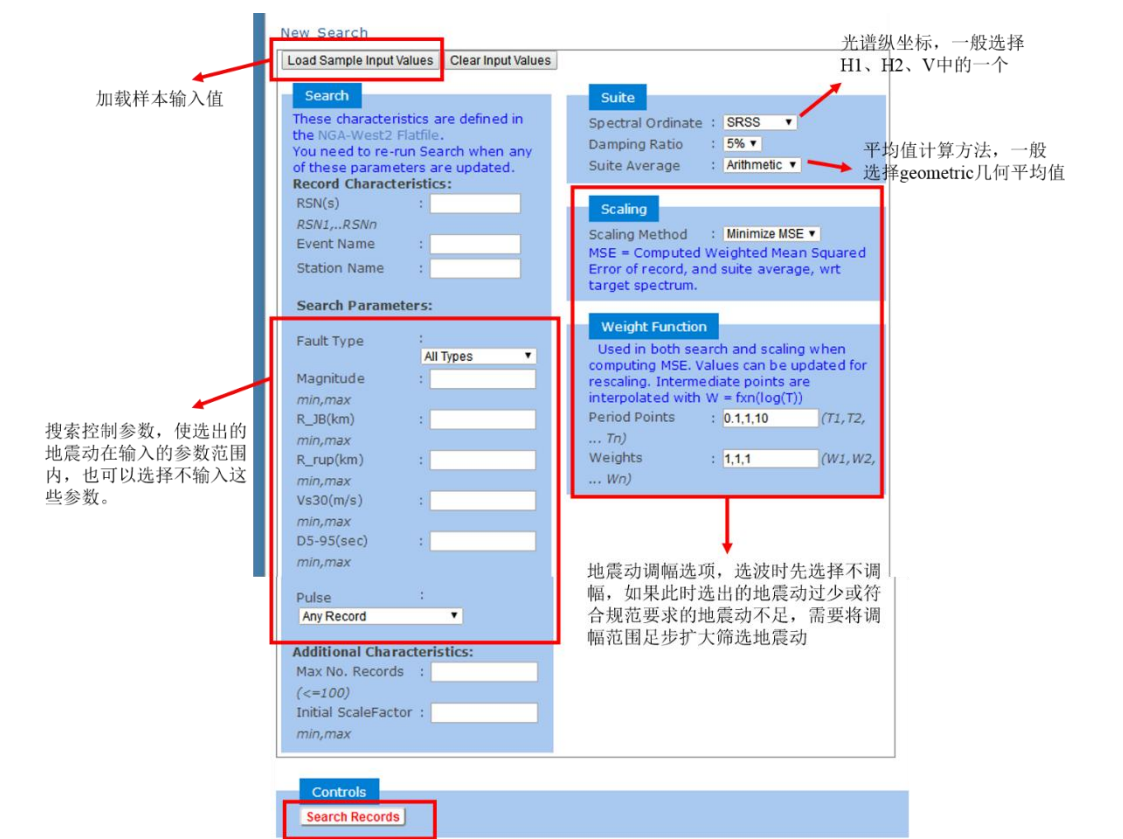 New Search
Load Sample Input Values
Clear Input Values
加载样本输入值
Search
These characteristics are defined in
the NGA-West2 Flatfile.
You need to re-run Search when any
of these parameters are updated.
Record Characteristics:
RSN(s) :
RSN1,..RSNn
Event Name :
Station Name :
Search Parameters:
Fault Type :
All Types
Magnitude :
min,max
R_JB(km) :
min,max
R_rup(km) :
min,max
Vs30(m/s) :
min,max
D5-95(sec) :
min,max
Pulse :
Any Record
Additional Characteristics:
Max No. Records :
(<=100)
Initial ScaleFactor :
min,max
搜索控制参数，使选出的
地震动在输入的参数范围
内，也可以选择不输入这
些参数。
光谱纵坐标，一般选择
H1、H2、V中的一个
Suite
Spectral Ordinate : SRSS
Damping Ratio : 5%
Suite Average : Arithmetic
平均值计算方法，一般
选择geometric几何平均值
Scaling
Scaling Method : Minimize MSE
MSE = Computed Weighted Mean Squared
Error of record, and suite average, wrt
target spectrum.
Weight Function
Used in both search and scaling when
computing MSE. Values can be updated for
rescaling. Intermediate points are
interpolated with W = fxn(log(T))
Period Points : 0.1,1,10 (T1,T2,
... Tn)
Weights : 1,1,1 (W1,W2,
... Wn)
地震动调幅选项，选波时先选择不调
幅，如果此时选出的地震动过少或符
合规范要求的地震动不足，需要将调
幅范围足步扩大筛选地震动
Controls
Search Records